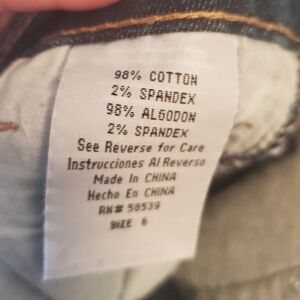 98% COTTON
2% SPANDEX
98% ALGODON
2% SPANDEX
See Reverse for Care
Instrucciones Al Reverso
Made In CHINA
Hecho En CHINA
RN# 58539
SIZE 6